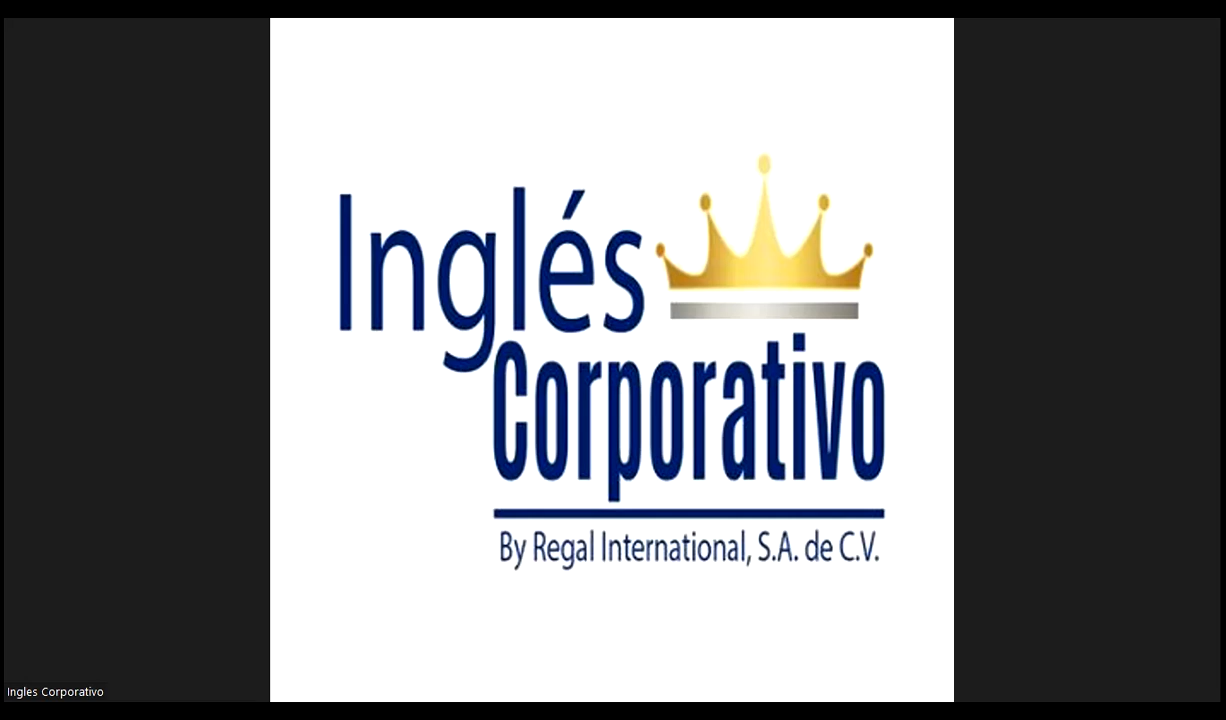 Inglés
Corporativo
By Regal International, S.A. de C.V.
Ingles Corporativo